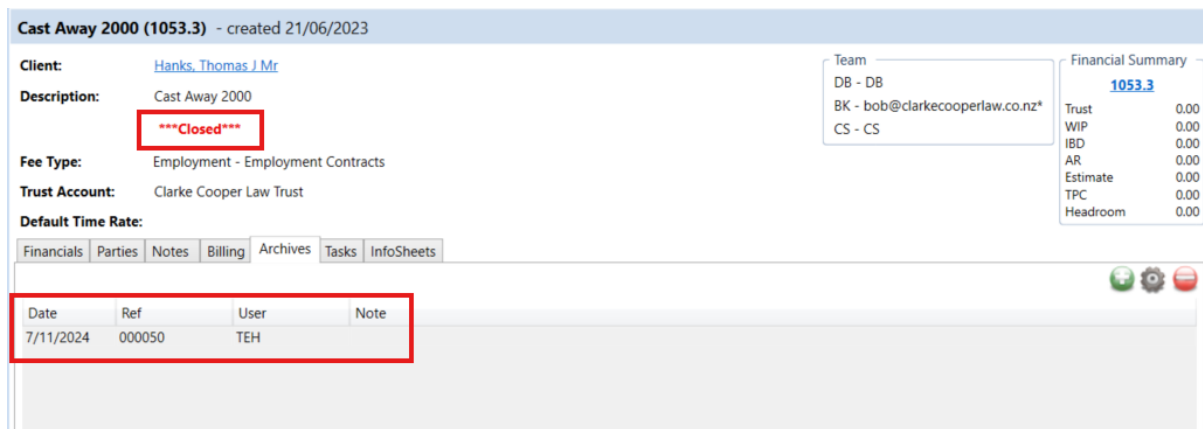 Cast Away 2000 (1053.3) - created 21/06/2023
Client: Hanks, Thomas J Mr
Description: Cast Away 2000
***Closed***
Fee Type: Employment - Employment Contracts
Trust Account: Clarke Cooper Law Trust
Default Time Rate:
Team
DB - DB
BK - bob@clarkecooperlaw.co.nz*
CS - CS
Financial Summary
1053.3
Trust 0.00
WIP 0.00
IBD 0.00
AR 0.00
Estimate 0.00
TPC 0.00
Headroom 0.00
Financials Parties Notes Billing Archives Tasks InfoSheets
Date Ref User Note
7/11/2024 000050 TEH